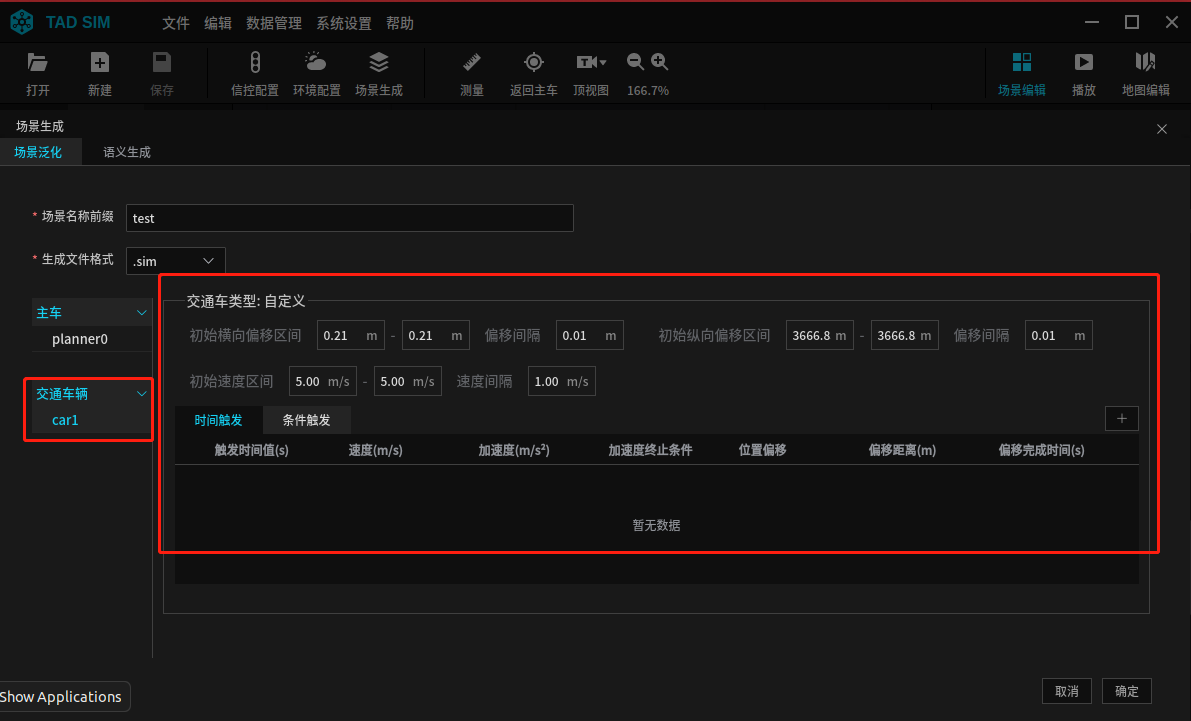 TAD SIM 文件 编辑 数据管理 系统设置 帮助
打开 新建 保存 信控配置 环境配置 场景生成 测量 返回主车 顶视图 166.7% 场景编辑 播放 地图编辑
场景生成
场景泛化 语义生成
* 场景名称前缀 test
* 生成文件格式 .sim
主车
planner0
交通车辆
car1
交通车类型: 自定义
初始横向偏移区间 0.21 m - 0.21 m 偏移间隔 0.01 m 初始纵向偏移区间 3666.8 m - 3666.8 m 偏移间隔 0.01 m
初始速度区间 5.00 m/s - 5.00 m/s 速度间隔 1.00 m/s
时间触发 条件触发 +
触发时间值(s) 速度(m/s) 加速度(m/s²) 加速度终止条件 位置偏移 偏移距离(m) 偏移完成时间(s)
暂无数据
取消 确定
Show Applications